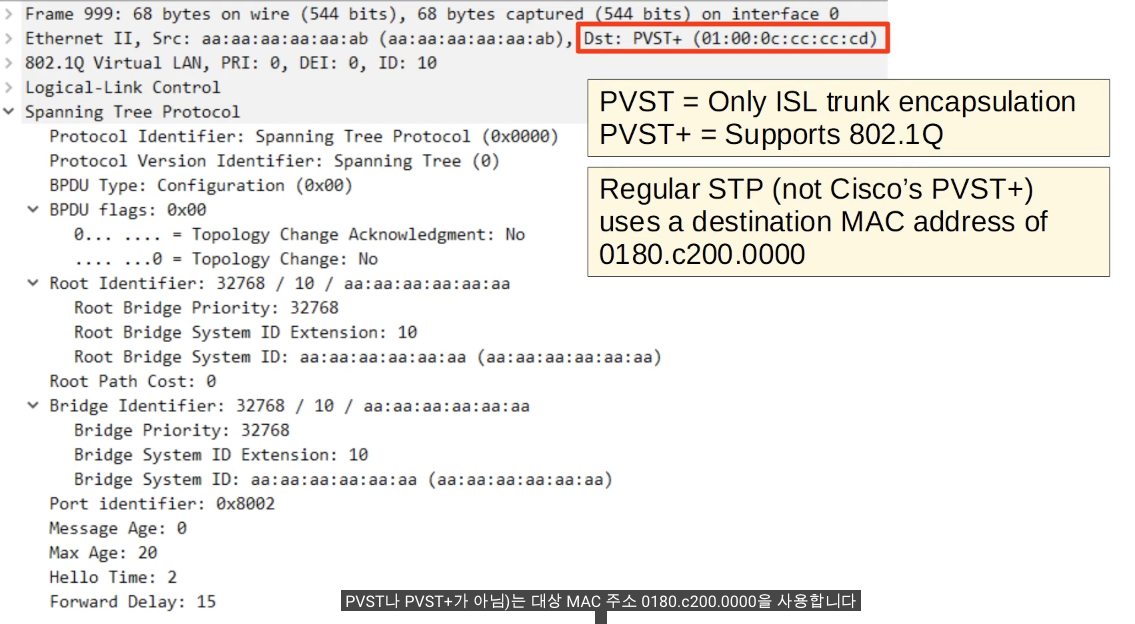 Frame 999: 68 bytes on wire (544 bits), 68 bytes captured (544 bits) on interface 0
Ethernet II, Src: aa:aa:aa:aa:aa:ab (aa:aa:aa:aa:aa:ab), Dst: PVST+ (01:00:0c:cc:cc:cd)
802.1Q Virtual LAN, PRI: 0, DEI: 0, ID: 10
Logical-Link Control
Spanning Tree Protocol
Protocol Identifier: Spanning Tree Protocol (0x0000)
Protocol Version Identifier: Spanning Tree (0)
BPDU Type: Configuration (0x00)
BPDU flags: 0x00
0... .... = Topology Change Acknowledgment: No
.... ...0 = Topology Change: No
Root Identifier: 32768 / 10 / aa:aa:aa:aa:aa:aa
Root Bridge Priority: 32768
Root Bridge System ID Extension: 10
Root Bridge System ID: aa:aa:aa:aa:aa:aa (aa:aa:aa:aa:aa:aa)
Root Path Cost: 0
Bridge Identifier: 32768 / 10 / aa:aa:aa:aa:aa:aa
Bridge Priority: 32768
Bridge System ID Extension: 10
Bridge System ID: aa:aa:aa:aa:aa:aa (aa:aa:aa:aa:aa:aa)
Port identifier: 0x8002
Message Age: 0
Max Age: 20
Hello Time: 2
Forward Delay: 15
PVST = Only ISL trunk encapsulation
PVST+ = Supports 802.1Q
Regular STP (not Cisco's PVST+)
uses a destination MAC address of
0180.c200.0000
PVST나 PVST+가 아님)는 대상 MAC 주소 0180.c200.0000을 사용합니다